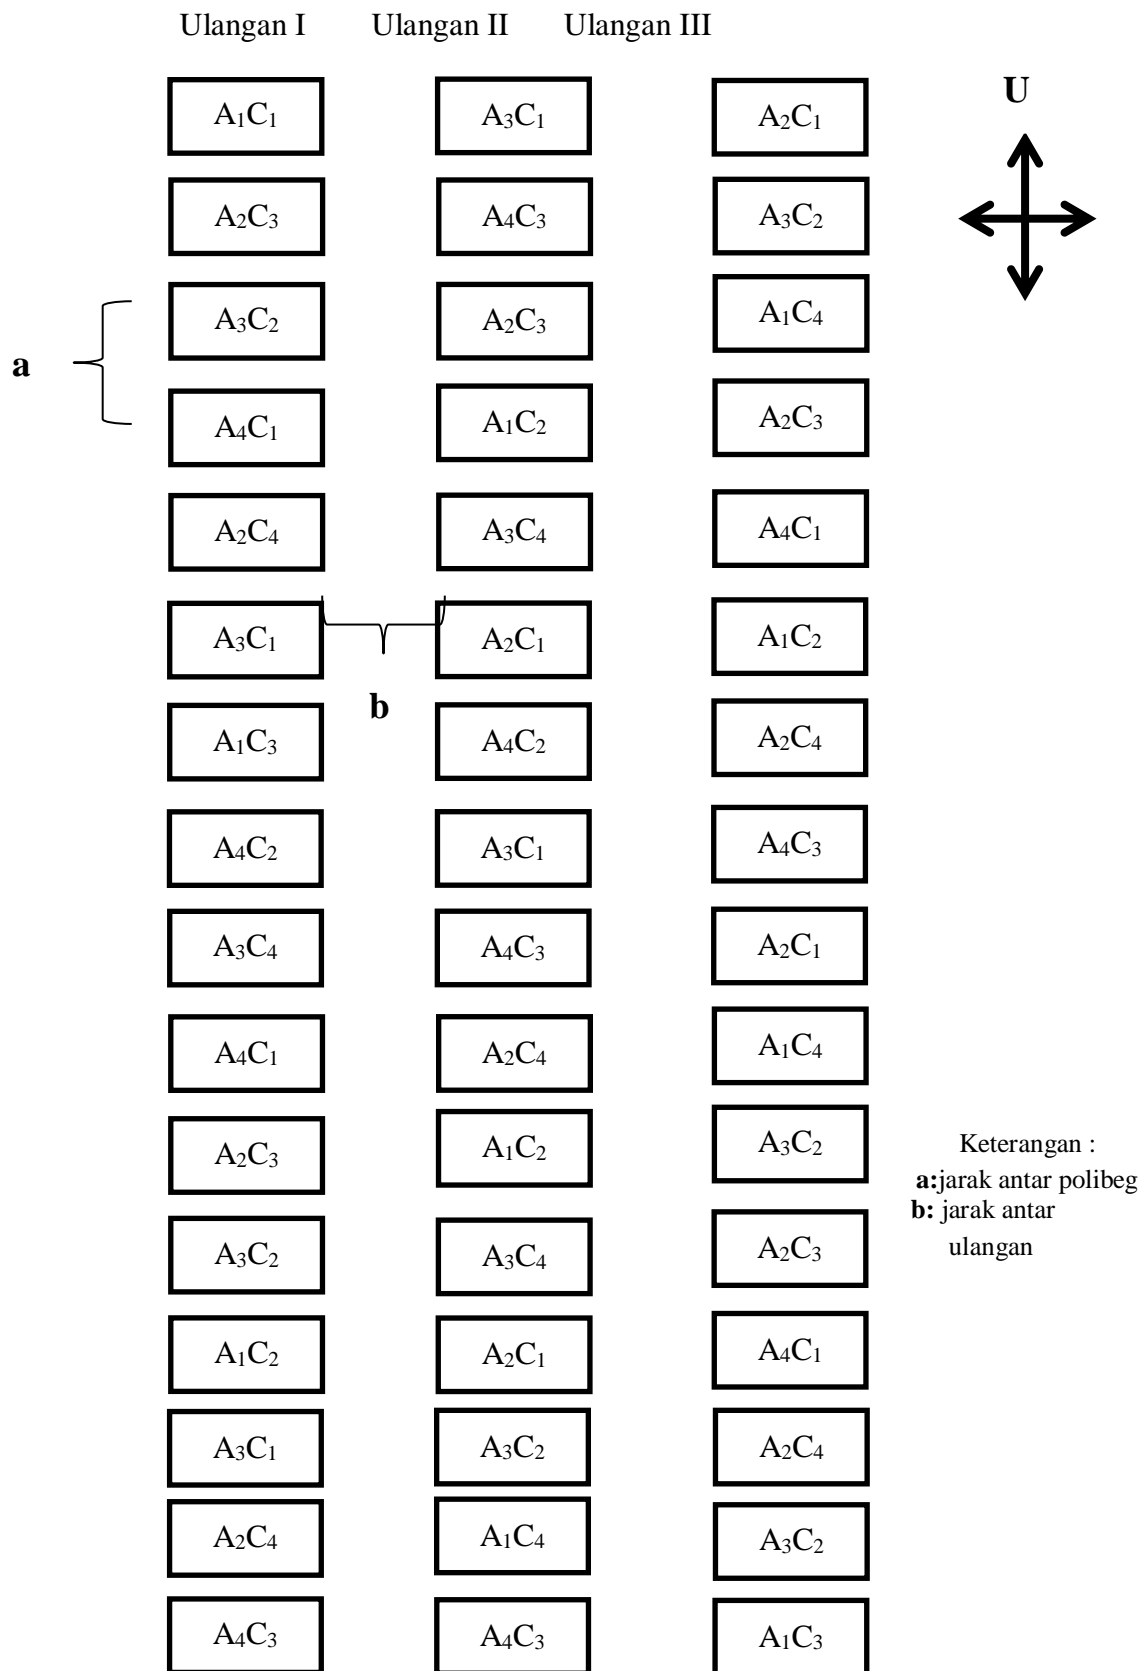 Ulangan I Ulangan II Ulangan III
U
A₁C₁ A₃C₁ A₂C₁
A₂C₃ A₄C₃ A₃C₂
A₃C₂ A₂C₃ A₁C₄
a
A₄C₁ A₁C₂ A₂C₃
A₂C₄ A₃C₄ A₄C₁
A₃C₁ A₂C₁ A₁C₂
b
A₁C₃ A₄C₂ A₂C₄
A₄C₂ A₃C₁ A₄C₃
A₃C₄ A₄C₃ A₂C₁
A₄C₁ A₂C₄ A₁C₄
A₂C₃ A₁C₂ A₃C₂
A₃C₂ A₃C₄ A₂C₃
A₁C₂ A₂C₁ A₄C₁
A₃C₁ A₃C₂ A₂C₄
A₂C₄ A₁C₄ A₃C₂
A₄C₃ A₄C₃ A₁C₃
Keterangan :
a:jarak antar polibeg
b: jarak antar
ulangan